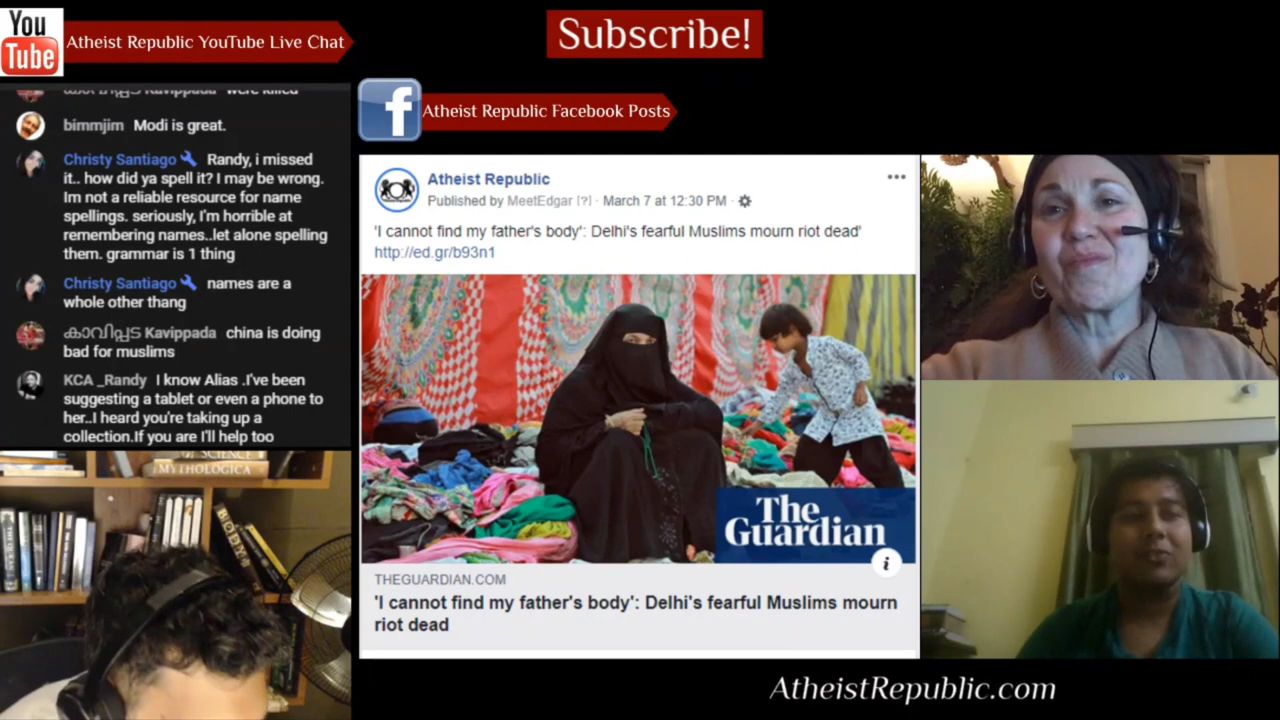 You
Tube
Atheist Republic YouTube Live Chat
Subscribe!
Atheist Republic Facebook Posts
കാവിപ്പട Kavippada were killed
bimmjim Modi is great.
Christy Santiago Randy, i missed
it.. how did ya spell it? I may be wrong.
Im not a reliable resource for name
spellings. seriously, I'm horrible at
remembering names..let alone spelling
them. grammar is 1 thing
Christy Santiago names are a
whole other thang
കാവിപ്പട Kavippada china is doing
bad for muslims
KCA _Randy I know Alias .I've been
suggesting a tablet or even a phone to
her..I heard you're taking up a
collection.If you are I'll help too
f
Atheist Republic
Published by MeetEdgar [?] · March 7 at 12:30 PM ·
'I cannot find my father's body': Delhi's fearful Muslims mourn riot dead'
http://ed.gr/b93n1
The
Guardian
i
THEGUARDIAN.COM
'I cannot find my father's body': Delhi's fearful Muslims mourn
riot dead
SCIENCE
MYTHOLOGICA
AtheistRepublic.com